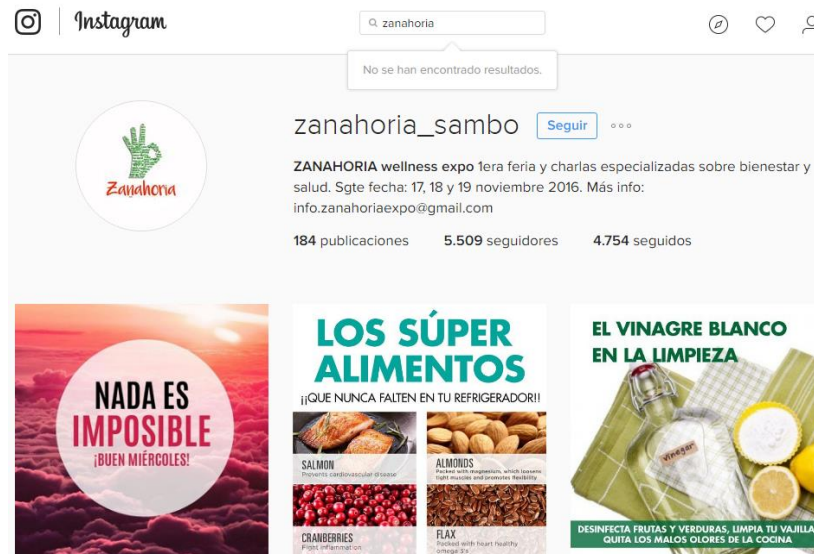 Instagram
zanahoria
No se han encontrado resultados.
Zanahoria
zanahoria_sambo Seguir
ZANAHORIA wellness expo 1era feria y charlas especializadas sobre bienestar y
salud. Sgte fecha: 17, 18 y 19 noviembre 2016. Más info:
info.zanahoriaexpo@gmail.com
184 publicaciones 5.509 seguidores 4.754 seguidos
NADA ES
IMPOSIBLE
¡BUEN MIÉRCOLES!
LOS SÚPER
ALIMENTOS
¡¡QUE NUNCA FALTEN EN TU REFRIGERADOR!!
SALMON
Prevents cardiovascular disease
ALMONDS
Packed with magnesium, which loosens
tight muscles and promotes flexibility
CRANBERRIES
Fight inflammation
FLAX
Packed with heart healthy
omega 3's
EL VINAGRE BLANCO
EN LA LIMPIEZA
vinegar
DESINFECTA FRUTAS Y VERDURAS, LIMPIA TU VAJILLA
QUITA LOS MALOS OLORES DE LA COCINA